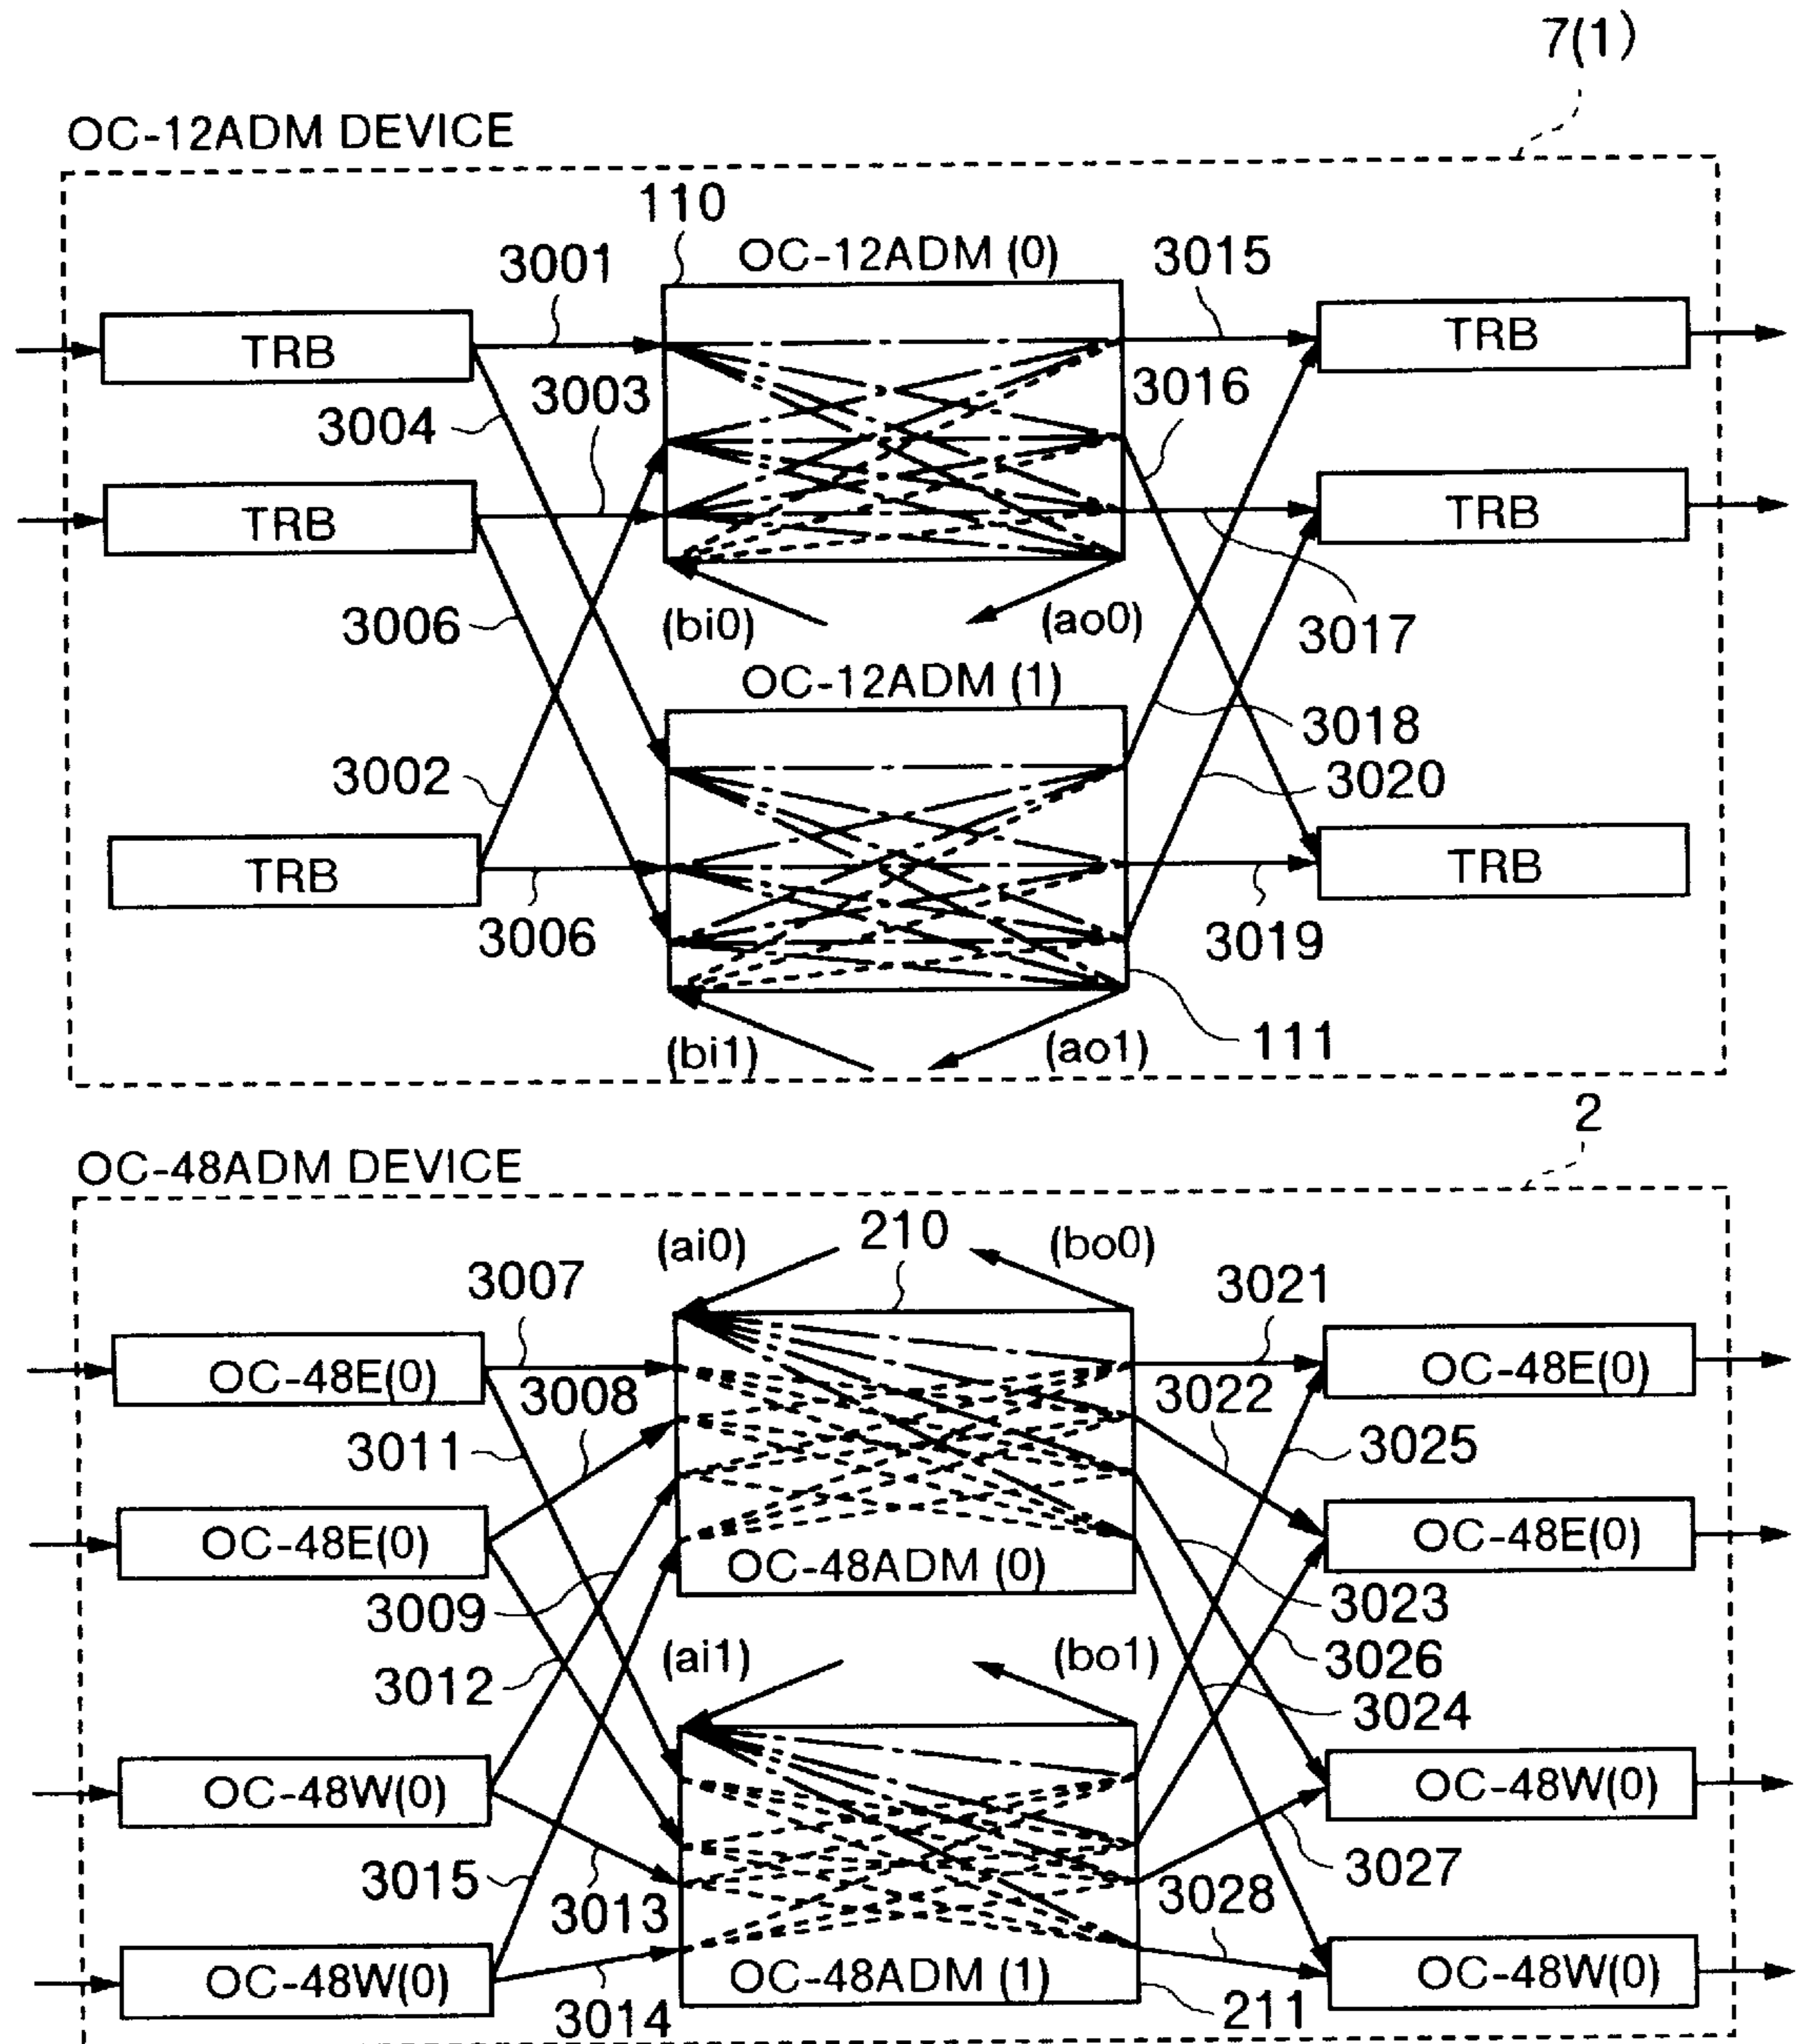 7(1)
OC-12ADM DEVICE
110
OC-12ADM (0)
3001
3015
TRB
TRB
3003
3016
3004
TRB
TRB
3006
(bi0)
(ao0)
3017
OC-12ADM (1)
3018
3002
3020
TRB
TRB
3006
3019
(bi1)
(ao1)
111
2
OC-48ADM DEVICE
(ai0)
210
(bo0)
3007
3021
OC-48E(0)
OC-48E(0)
3008
3022
3011
3025
OC-48E(0)
OC-48E(0)
OC-48ADM (0)
3009
3023
(ai1)
(bo1)
3026
3012
3024
OC-48W(0)
OC-48W(0)
3015
3013
3028
3027
OC-48W(0)
OC-48W(0)
OC-48ADM (1)
3014
211